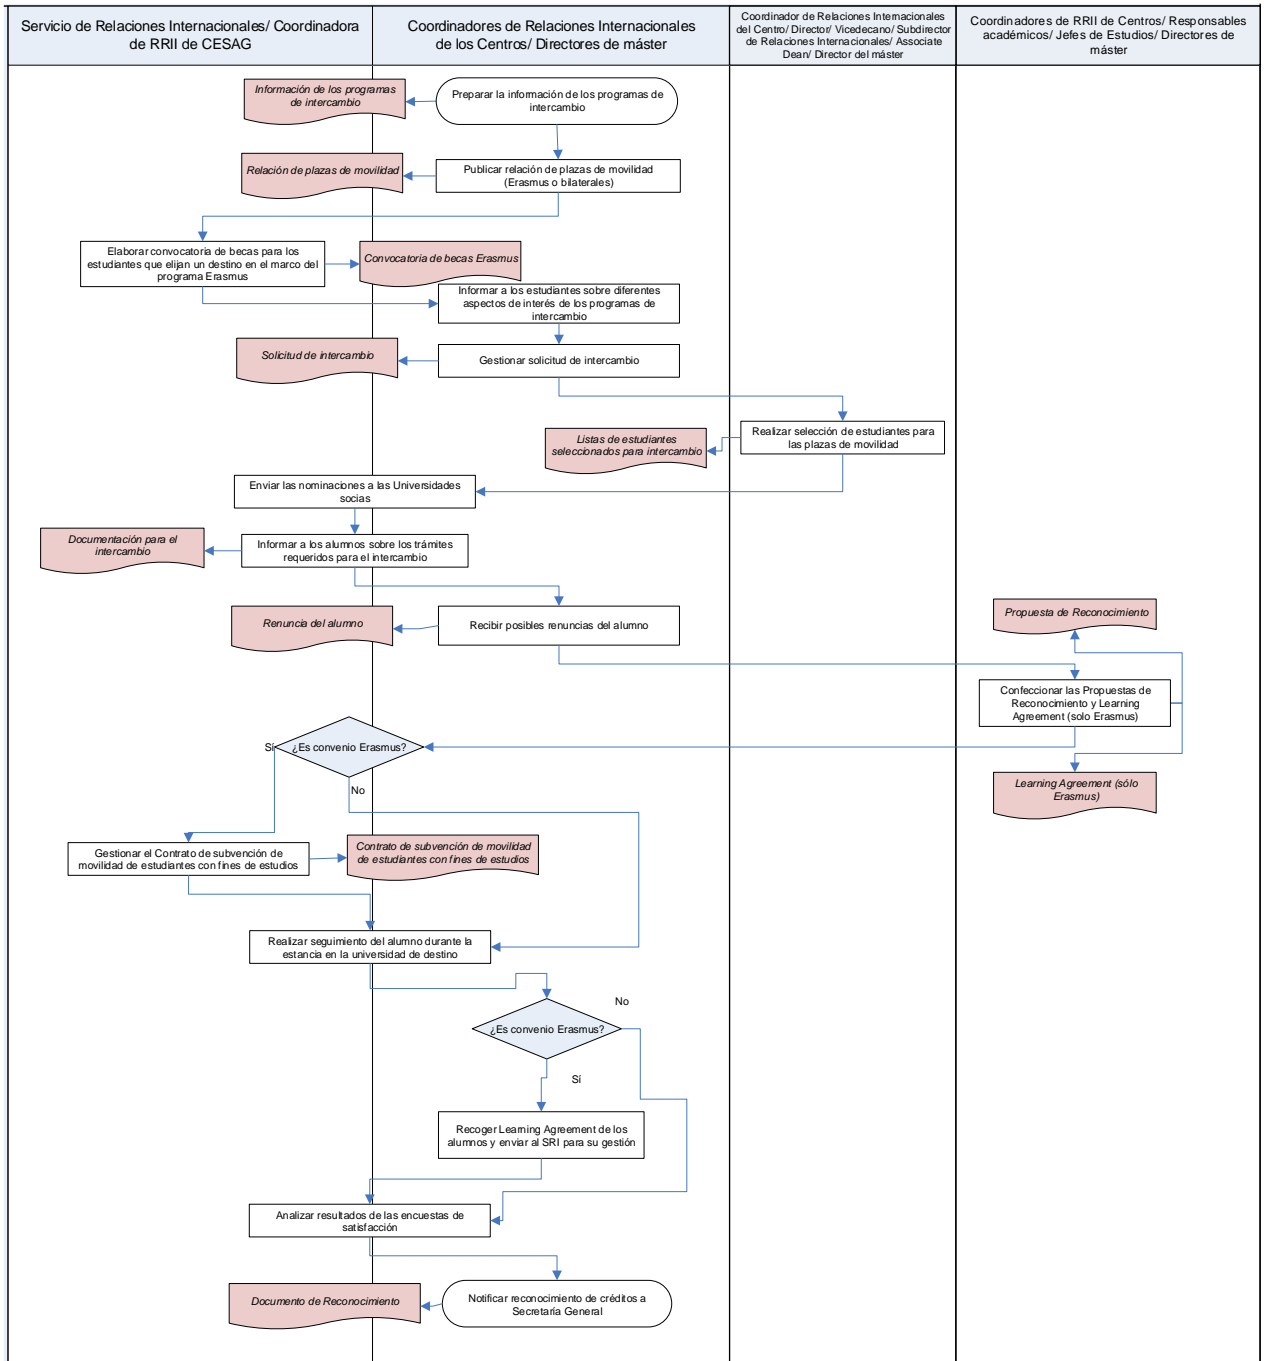 Servicio de Relaciones Internacionales/ Coordinadora
de RRII de CESAG
Coordinadores de Relaciones Internacionales
de los Centros/ Directores de máster
Coordinador de Relaciones Internacionales
del Centro/ Director/ Vicedecano/ Subdirector
de Relaciones Internacionales/ Associate
Dean/ Director del máster
Coordinadores de RRII de Centros/ Responsables
académicos/ Jefes de Estudios/ Directores de
máster
Información de los programas
de intercambio
Preparar la información de los programas de
intercambio
Relación de plazas de movilidad
Publicar relación de plazas de movilidad
(Erasmus o bilaterales)
Elaborar convocatoria de becas para los
estudiantes que elijan un destino en el marco del
programa Erasmus
Convocatoria de becas Erasmus
Informar a los estudiantes sobre diferentes
aspectos de interés de los programas de
intercambio
Solicitud de intercambio
Gestionar solicitud de intercambio
Realizar selección de estudiantes para
las plazas de movilidad
Listas de estudiantes
seleccionados para intercambio
Enviar las nominaciones a las Universidades
socias
Documentación para el
intercambio
Informar a los alumnos sobre los trámites
requeridos para el intercambio
Renuncia del alumno
Recibir posibles renuncias del alumno
Propuesta de Reconocimiento
Confeccionar las Propuestas de
Reconocimiento y Learning
Agreement (solo Erasmus)
Sí
¿Es convenio Erasmus?
No
Learning Agreement (sólo
Erasmus)
Gestionar el Contrato de subvención de
movilidad de estudiantes con fines de estudios
Contrato de subvención de movilidad
de estudiantes con fines de estudios
Realizar seguimiento del alumno durante la
estancia en la universidad de destino
No
¿Es convenio Erasmus?
Sí
Recoger Learning Agreement de los
alumnos y enviar al SRI para su gestión
Analizar resultados de las encuestas de
satisfacción
Documento de Reconocimiento
Notificar reconocimiento de créditos a
Secretaría General